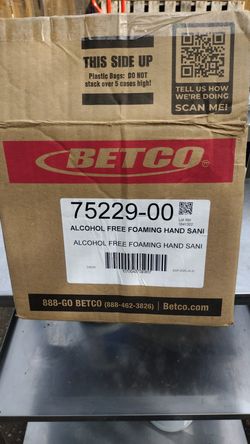 THIS SIDE UP
Plastic Bags: DO NOT
stack over 5 cases high!
TELL US HOW
WE'RE DOING
SCAN ME!
BETCO
75229-00
ALCOHOL FREE FOAMING HAND SANI
ALCOHOL FREE FOAMING HAND SANI
888-GO BETCO (888-462-3826) | Betco.com